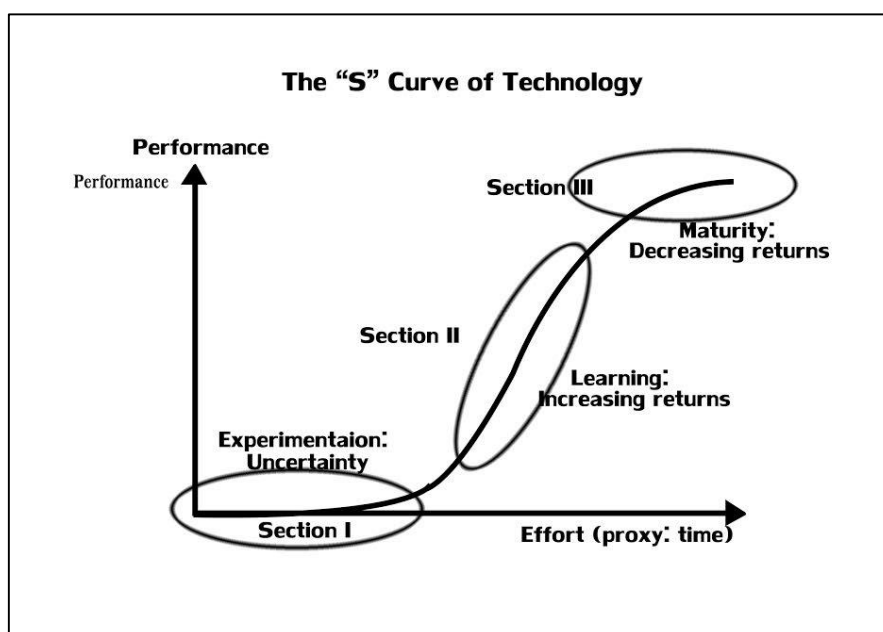 The “S” Curve of Technology
Performance
Performance
Section III
Maturity:
Decreasing returns
Section II
Learning:
Increasing returns
Experimentaion:
Uncertainty
Section I
Effort (proxy: time)